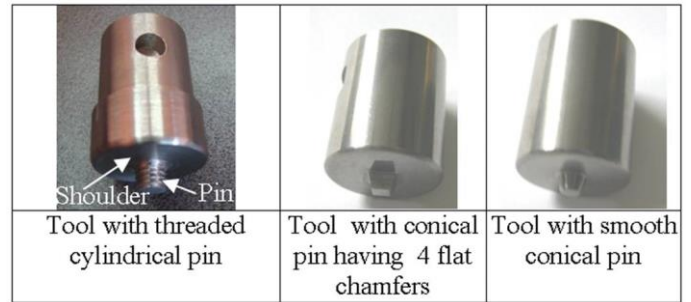 Shoulder
Pin
Tool with threaded
cylindrical pin
Tool with conical
pin having 4 flat
chamfers
Tool with smooth
conical pin